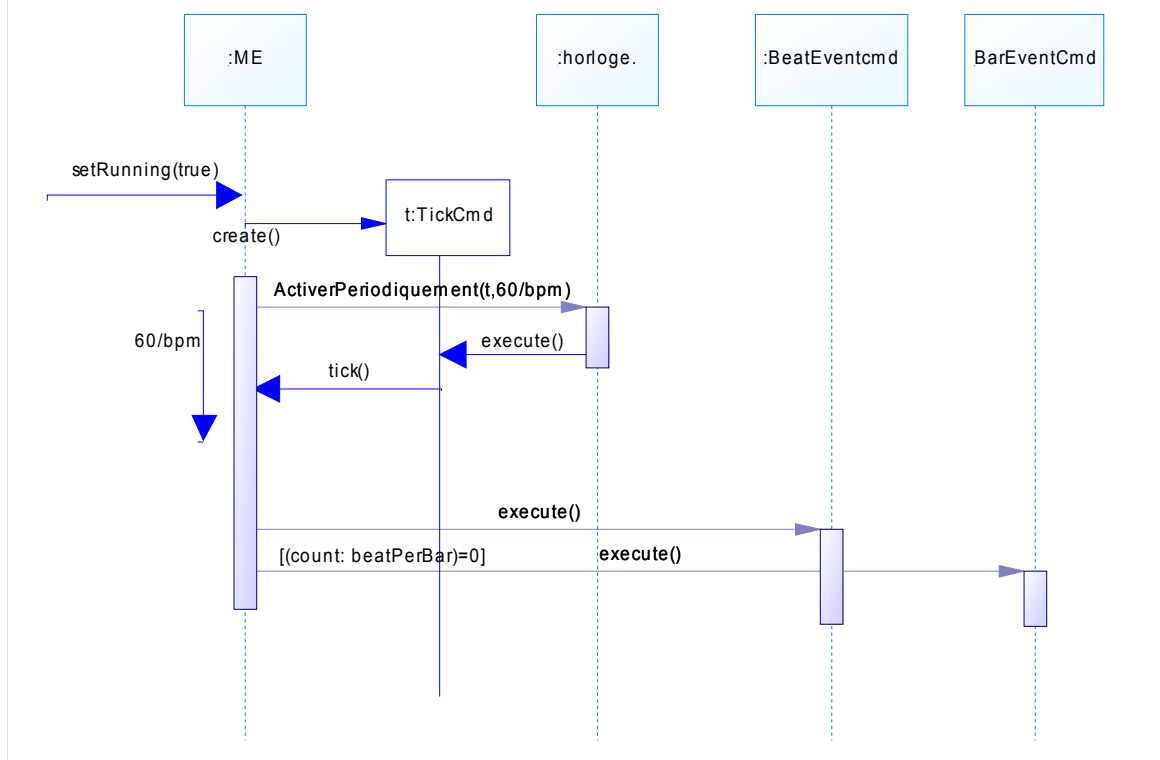 :ME
:horloge.
:BeatEventcmd
BarEventCmd
setRunning(true)
t:TickCmd
create()
ActiverPeriodiquement(t,60/bpm)
60/bpm
execute()
tick()
execute()
[(count: beatPerBar)=0]
execute()